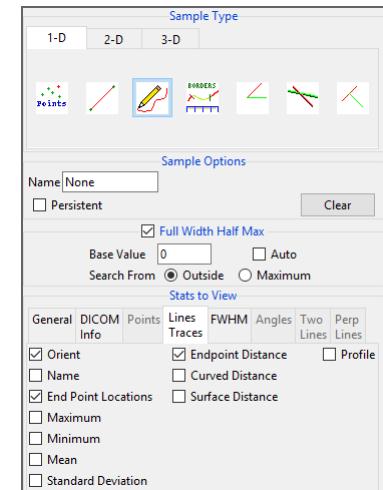 Sample Type
1-D 2-D 3-D
Points BORDERS
Sample Options
Name None
Persistent Clear
Full Width Half Max
Base Value 0 Auto
Search From Outside Maximum
Stats to View
General DICOM Info Points Lines Traces FWHM Angles Two Lines Perp Lines
Orient Endpoint Distance Profile
Name Curved Distance
End Point Locations Surface Distance
Maximum
Minimum
Mean
Standard Deviation